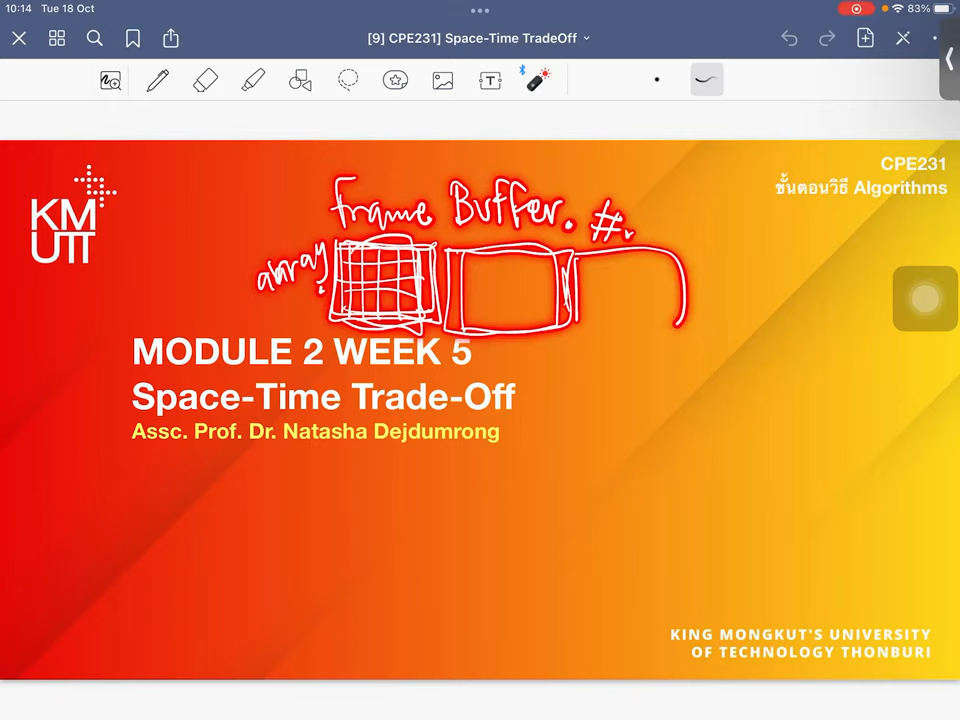 10:14 Tue 18 Oct 83%
[9] CPE231] Space-Time TradeOff
T
CPE231
ขั้นตอนวิธี Algorithms
KM
UTT
Frame Buffer. #
array
MODULE 2 WEEK 5
Space-Time Trade-Off
Assc. Prof. Dr. Natasha Dejdumrong
KING MONGKUT'S UNIVERSITY
OF TECHNOLOGY THONBURI